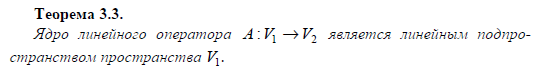 Теорема 3.3.
Ядро линейного оператора A : V₁ → V₂ является линейным подпро-
странством пространства V₁.